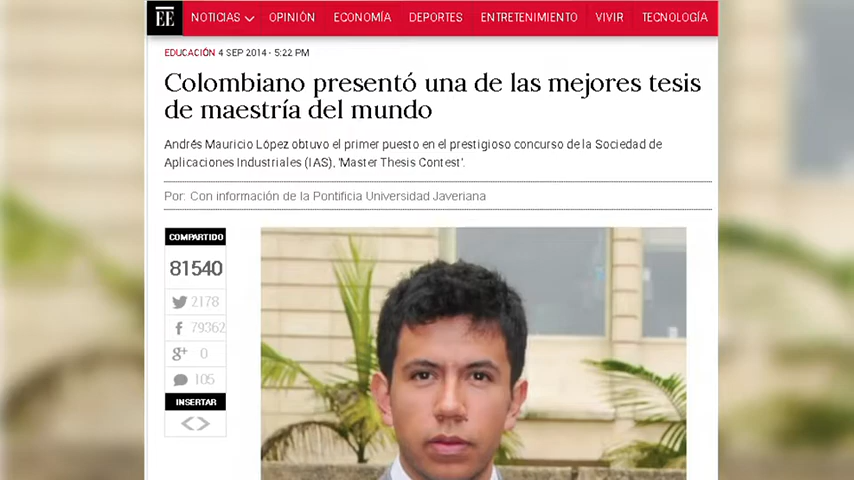 EE NOTICIAS OPINIÓN ECONOMÍA DEPORTES ENTRETENIMIENTO VIVIR TECNOLOGÍA
EDUCACIÓN 4 SEP 2014 - 5:22 PM
Colombiano presentó una de las mejores tesis
de maestría del mundo
Andrés Mauricio López obtuvo el primer puesto en el prestigioso concurso de la Sociedad de
Aplicaciones Industriales (IAS), 'Master Thesis Contest'.
Por: Con información de la Pontificia Universidad Javeriana
COMPARTIDO
81540
2178
79362
g+ 0
105
INSERTAR